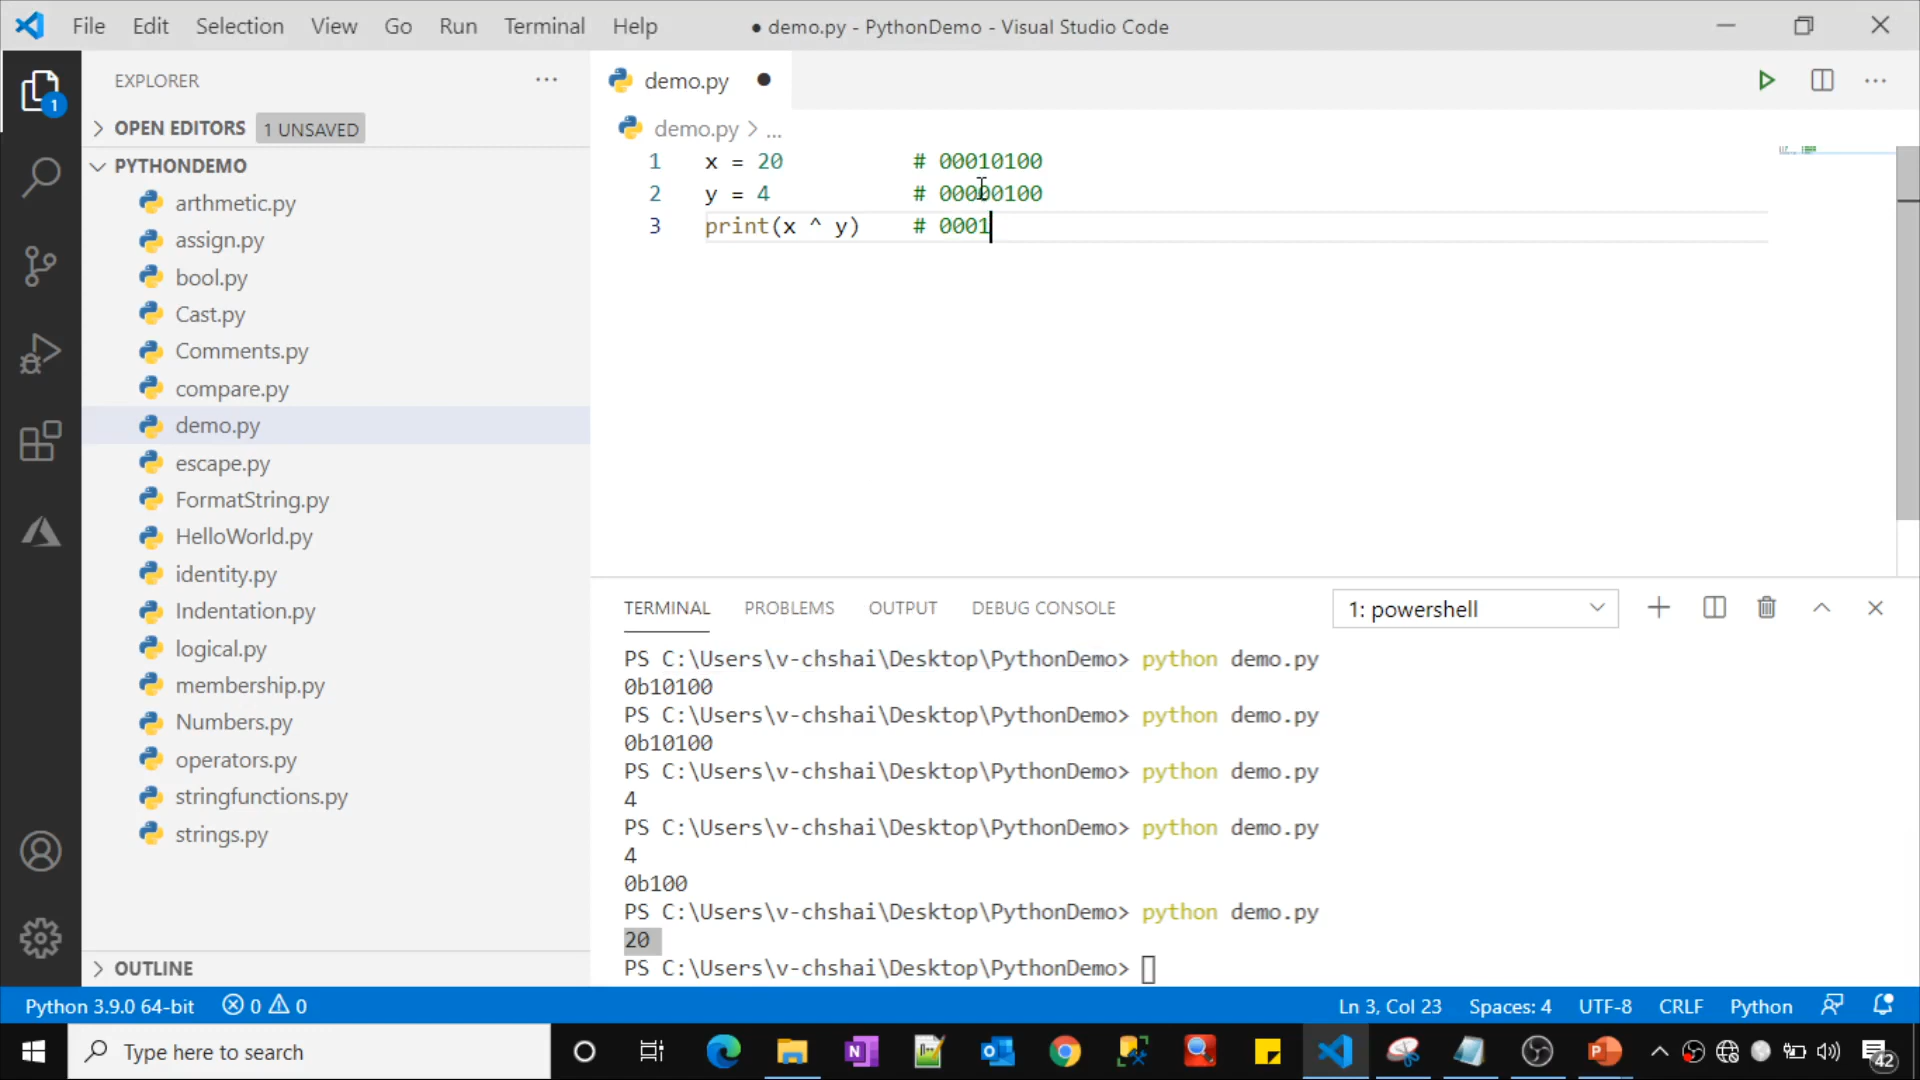 File Edit Selection View Go Run Terminal Help
● demo.py - PythonDemo - Visual Studio Code
EXPLORER
OPEN EDITORS 1 UNSAVED
PYTHONDEMO
arthmetic.py
assign.py
bool.py
Cast.py
Comments.py
compare.py
demo.py
escape.py
FormatString.py
HelloWorld.py
identity.py
Indentation.py
logical.py
membership.py
Numbers.py
operators.py
stringfunctions.py
strings.py
OUTLINE
1
demo.py
demo.py > ...
1 x = 20 # 00010100
2 y = 4 # 00000100
3 print(x ^ y) # 0001
TERMINAL PROBLEMS OUTPUT DEBUG CONSOLE
1: powershell
PS C:\Users\v-chshai\Desktop\PythonDemo> python demo.py
0b10100
PS C:\Users\v-chshai\Desktop\PythonDemo> python demo.py
0b10100
PS C:\Users\v-chshai\Desktop\PythonDemo> python demo.py
4
PS C:\Users\v-chshai\Desktop\PythonDemo> python demo.py
4
0b100
PS C:\Users\v-chshai\Desktop\PythonDemo> python demo.py
20
PS C:\Users\v-chshai\Desktop\PythonDemo>
Python 3.9.0 64-bit 0 0
Ln 3, Col 23 Spaces: 4 UTF-8 CRLF Python
Type here to search
42